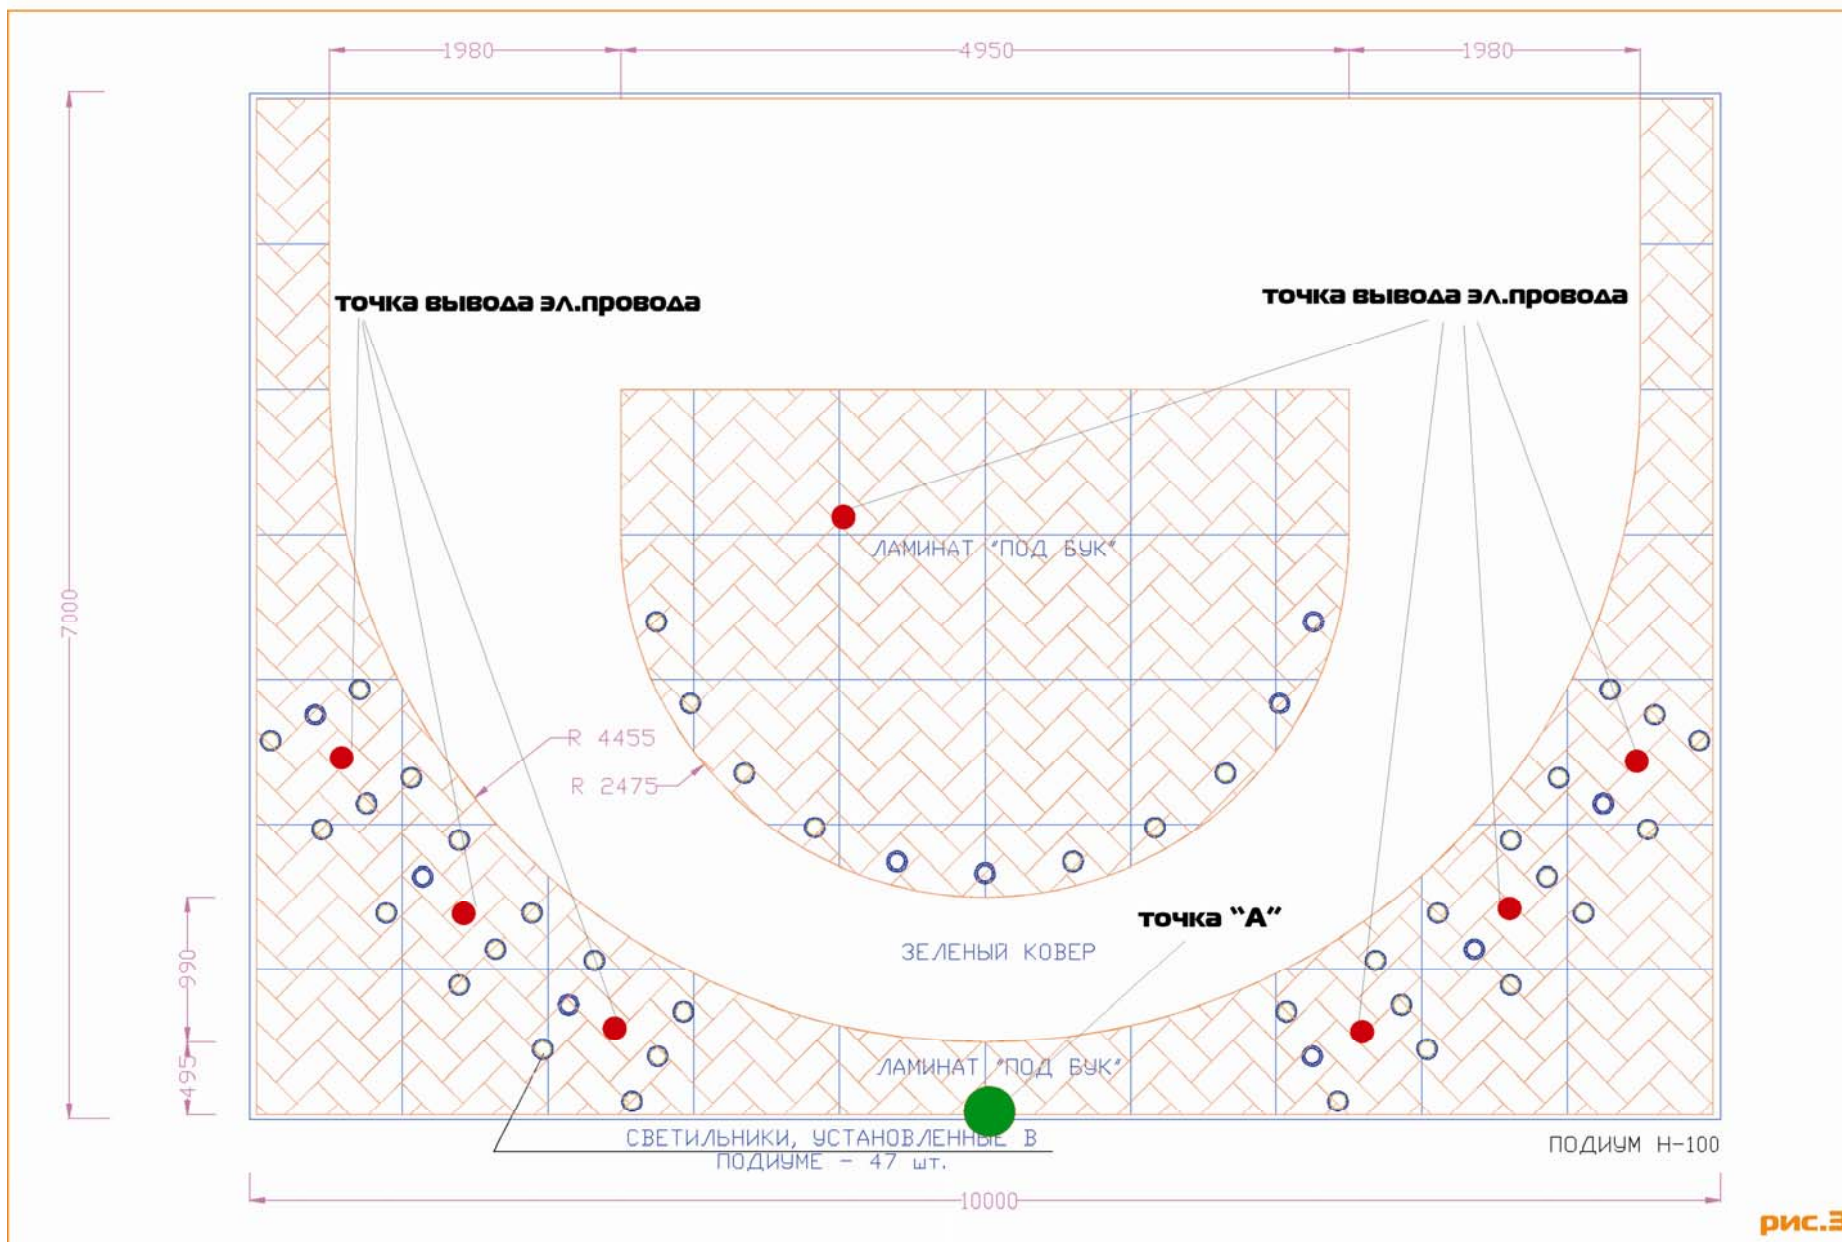 1980
4950
1980
точка вывода эл.провода
точка вывода эл.провода
ЛАМИНАТ "ПОД БУК"
7000
R 4455
R 2475
990
495
точка "А"
ЗЕЛЕНЫЙ КОВЕР
ЛАМИНАТ "ПОД БУК"
СВЕТИЛЬНИКИ, УСТАНОВЛЕННЫЕ В
ПОДИУМЕ - 47 шт.
ПОДИУМ Н-100
10000
рис.3